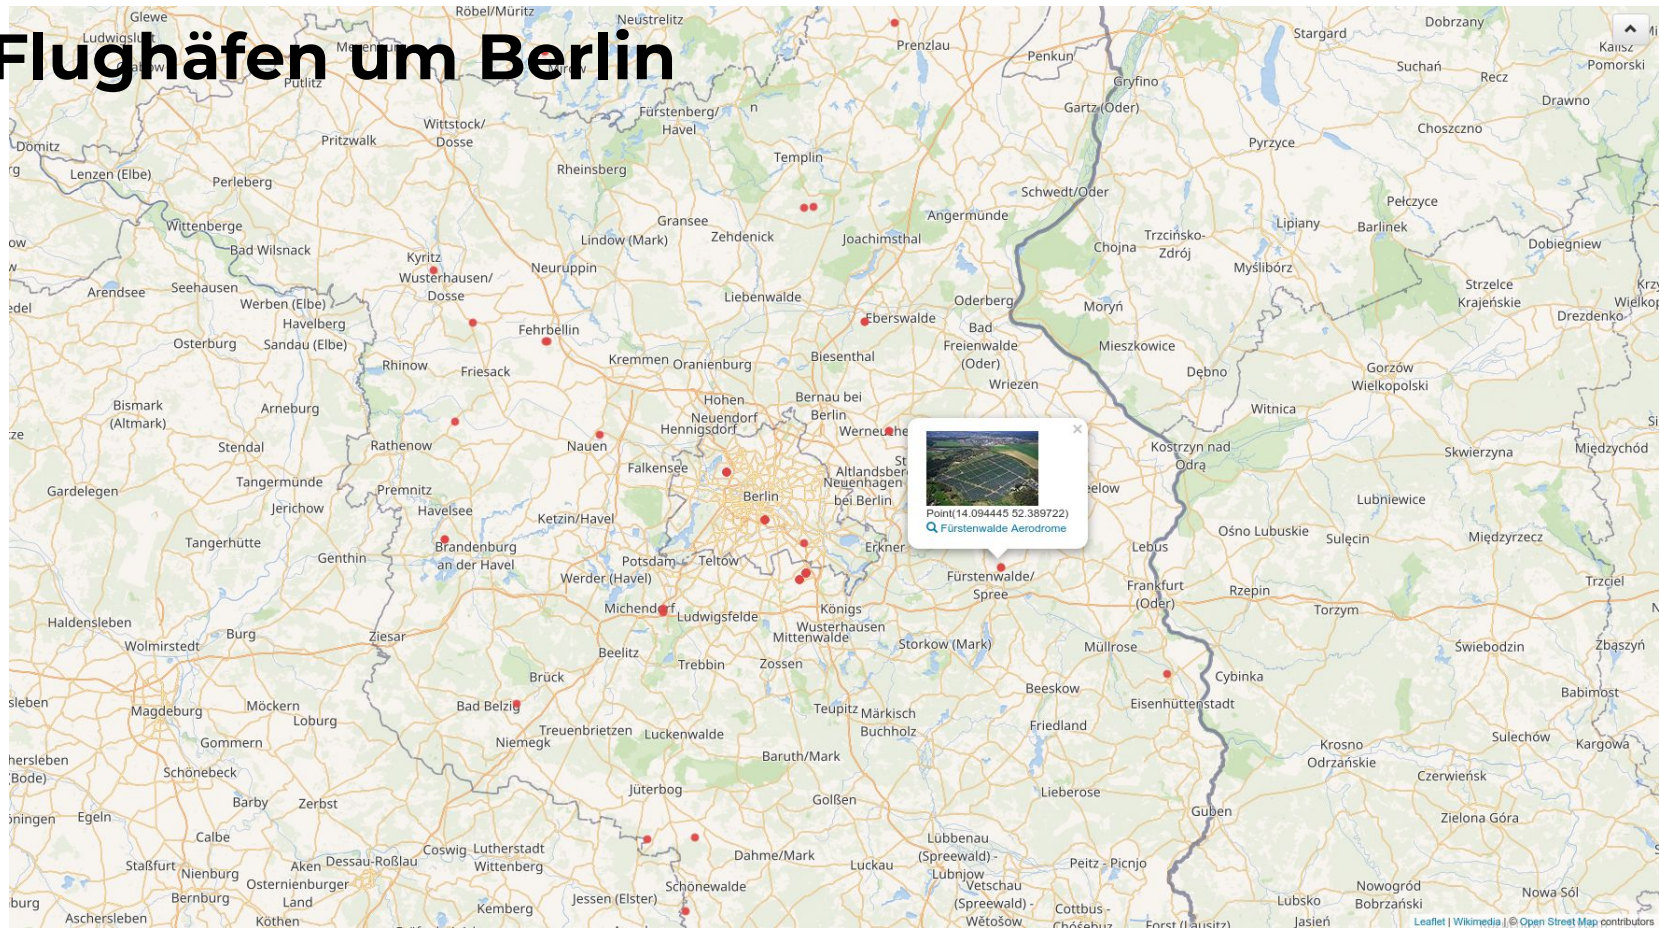 Flughäfen um Berlin
Glewe
Röbel/Müritz
Neustrelitz
Dobrzany
Ludwigslust
Prenzlau
Stargard
Kalisz
Pomorski
Penkun
Mirow
Suchań
Recz
Putlitz
Gryfino
Drawno
Fürstenberg/
Havel
Gartz (Oder)
Wittstock/
Dosse
Choszczno
Pritzwalk
Pyrzyce
Dömitz
Templin
Lenzen (Elbe)
Rheinsberg
Perleberg
Schwedt/Oder
Pełczyce
Angermünde
Wittenberge
Gransee
Lipiany
Barlinek
Lindow (Mark)
Zehdenick
Joachimsthal
Trzcińsko-
Zdrój
Chojna
Dobiegniew
Bad Wilsnack
Kyritz
Neuruppin
Myślibórz
Wusterhausen/
Dosse
Arendsee
Seehausen
Strzelce
Krajeńskie
Werben (Elbe)
Liebenwalde
Oderberg
Moryń
Drezdenko
Havelberg
Eberswalde
Fehrbellin
Bad
Freienwalde
(Oder)
Osterburg
Sandau (Elbe)
Mieszkowice
Kremmen
Oranienburg
Biesenthal
Rhinow
Friesack
Dębno
Gorzów
Wielkopolski
Wriezen
Hohen
Neuendorf
Bernau bei
Berlin
Bismark
(Altmark)
Arneburg
Witnica
Hennigsdorf
Stendal
Rathenow
Nauen
Kostrzyn nad
Odrą
Skwierzyna
Międzychód
Falkensee
Gardelegen
Tangermünde
Premnitz
Berlin
Neuenhagen
bei Berlin
Lubniewice
Jerichow
Havelsee
Ketzin/Havel
×
Point(14.094445 52.389722)
Fürstenwalde Aerodrome
Ośno Lubuskie
Sulęcin
Międzyrzecz
Tangerhütte
Genthin
Brandenburg
an der Havel
Erkner
Lebus
Potsdam
Teltow
Werder (Havel)
Fürstenwalde/
Spree
Frankfurt
(Oder)
Rzepin
Trzciel
Haldensleben
Michendorf
Ludwigsfelde
Königs
Wusterhausen
Torzym
Burg
Ziesar
Mittenwalde
Wolmirstedt
Storkow (Mark)
Müllrose
Świebodzin
Zbąszyń
Beelitz
Trebbin
Zossen
Brück
Beeskow
Cybinka
Magdeburg
Möckern
Bad Belzig
Eisenhüttenstadt
Babimost
Loburg
Teupitz
Märkisch
Buchholz
Treuenbrietzen
Luckenwalde
Friedland
Gommern
Niemegk
Sulechów
Kargowa
Krosno
Odrzańskie
Baruth/Mark
Schönebeck
Czerwieńsk
Jüterbog
Lieberose
Barby
Zerbst
Golßen
Guben
Egeln
Zielona Góra
Calbe
Lübbenau
(Spreewald) -
Lubnjow
Coswig
Lutherstadt
Wittenberg
Dahme/Mark
Luckau
Peitz - Picnjo
Staßfurt
Nienburg
Aken
Dessau-Roßlau
Osternienburger
Land
Schönewalde
Vetschau
(Spreewald) -
Wětošow
Nowogród
Bobrzański
Nowa Sól
Bernburg
Jessen (Elster)
Kemberg
Cottbus -
Chóśebuz
Lubsko
Aschersleben
Köthen
Forst (Lausitz)
Jasień
Leaflet | Wikimedia | © Open Street Map contributors